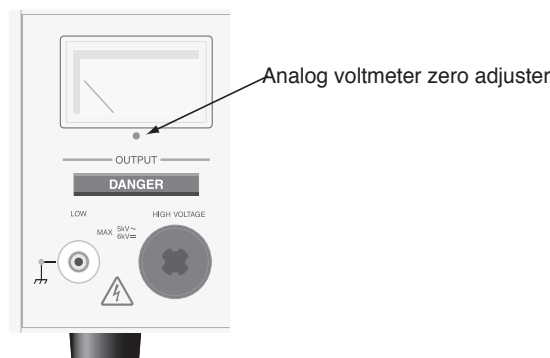 Analog voltmeter zero adjuster
OUTPUT
DANGER
LOW
HIGH VOLTAGE
MAX 5kV~
6kV⎓